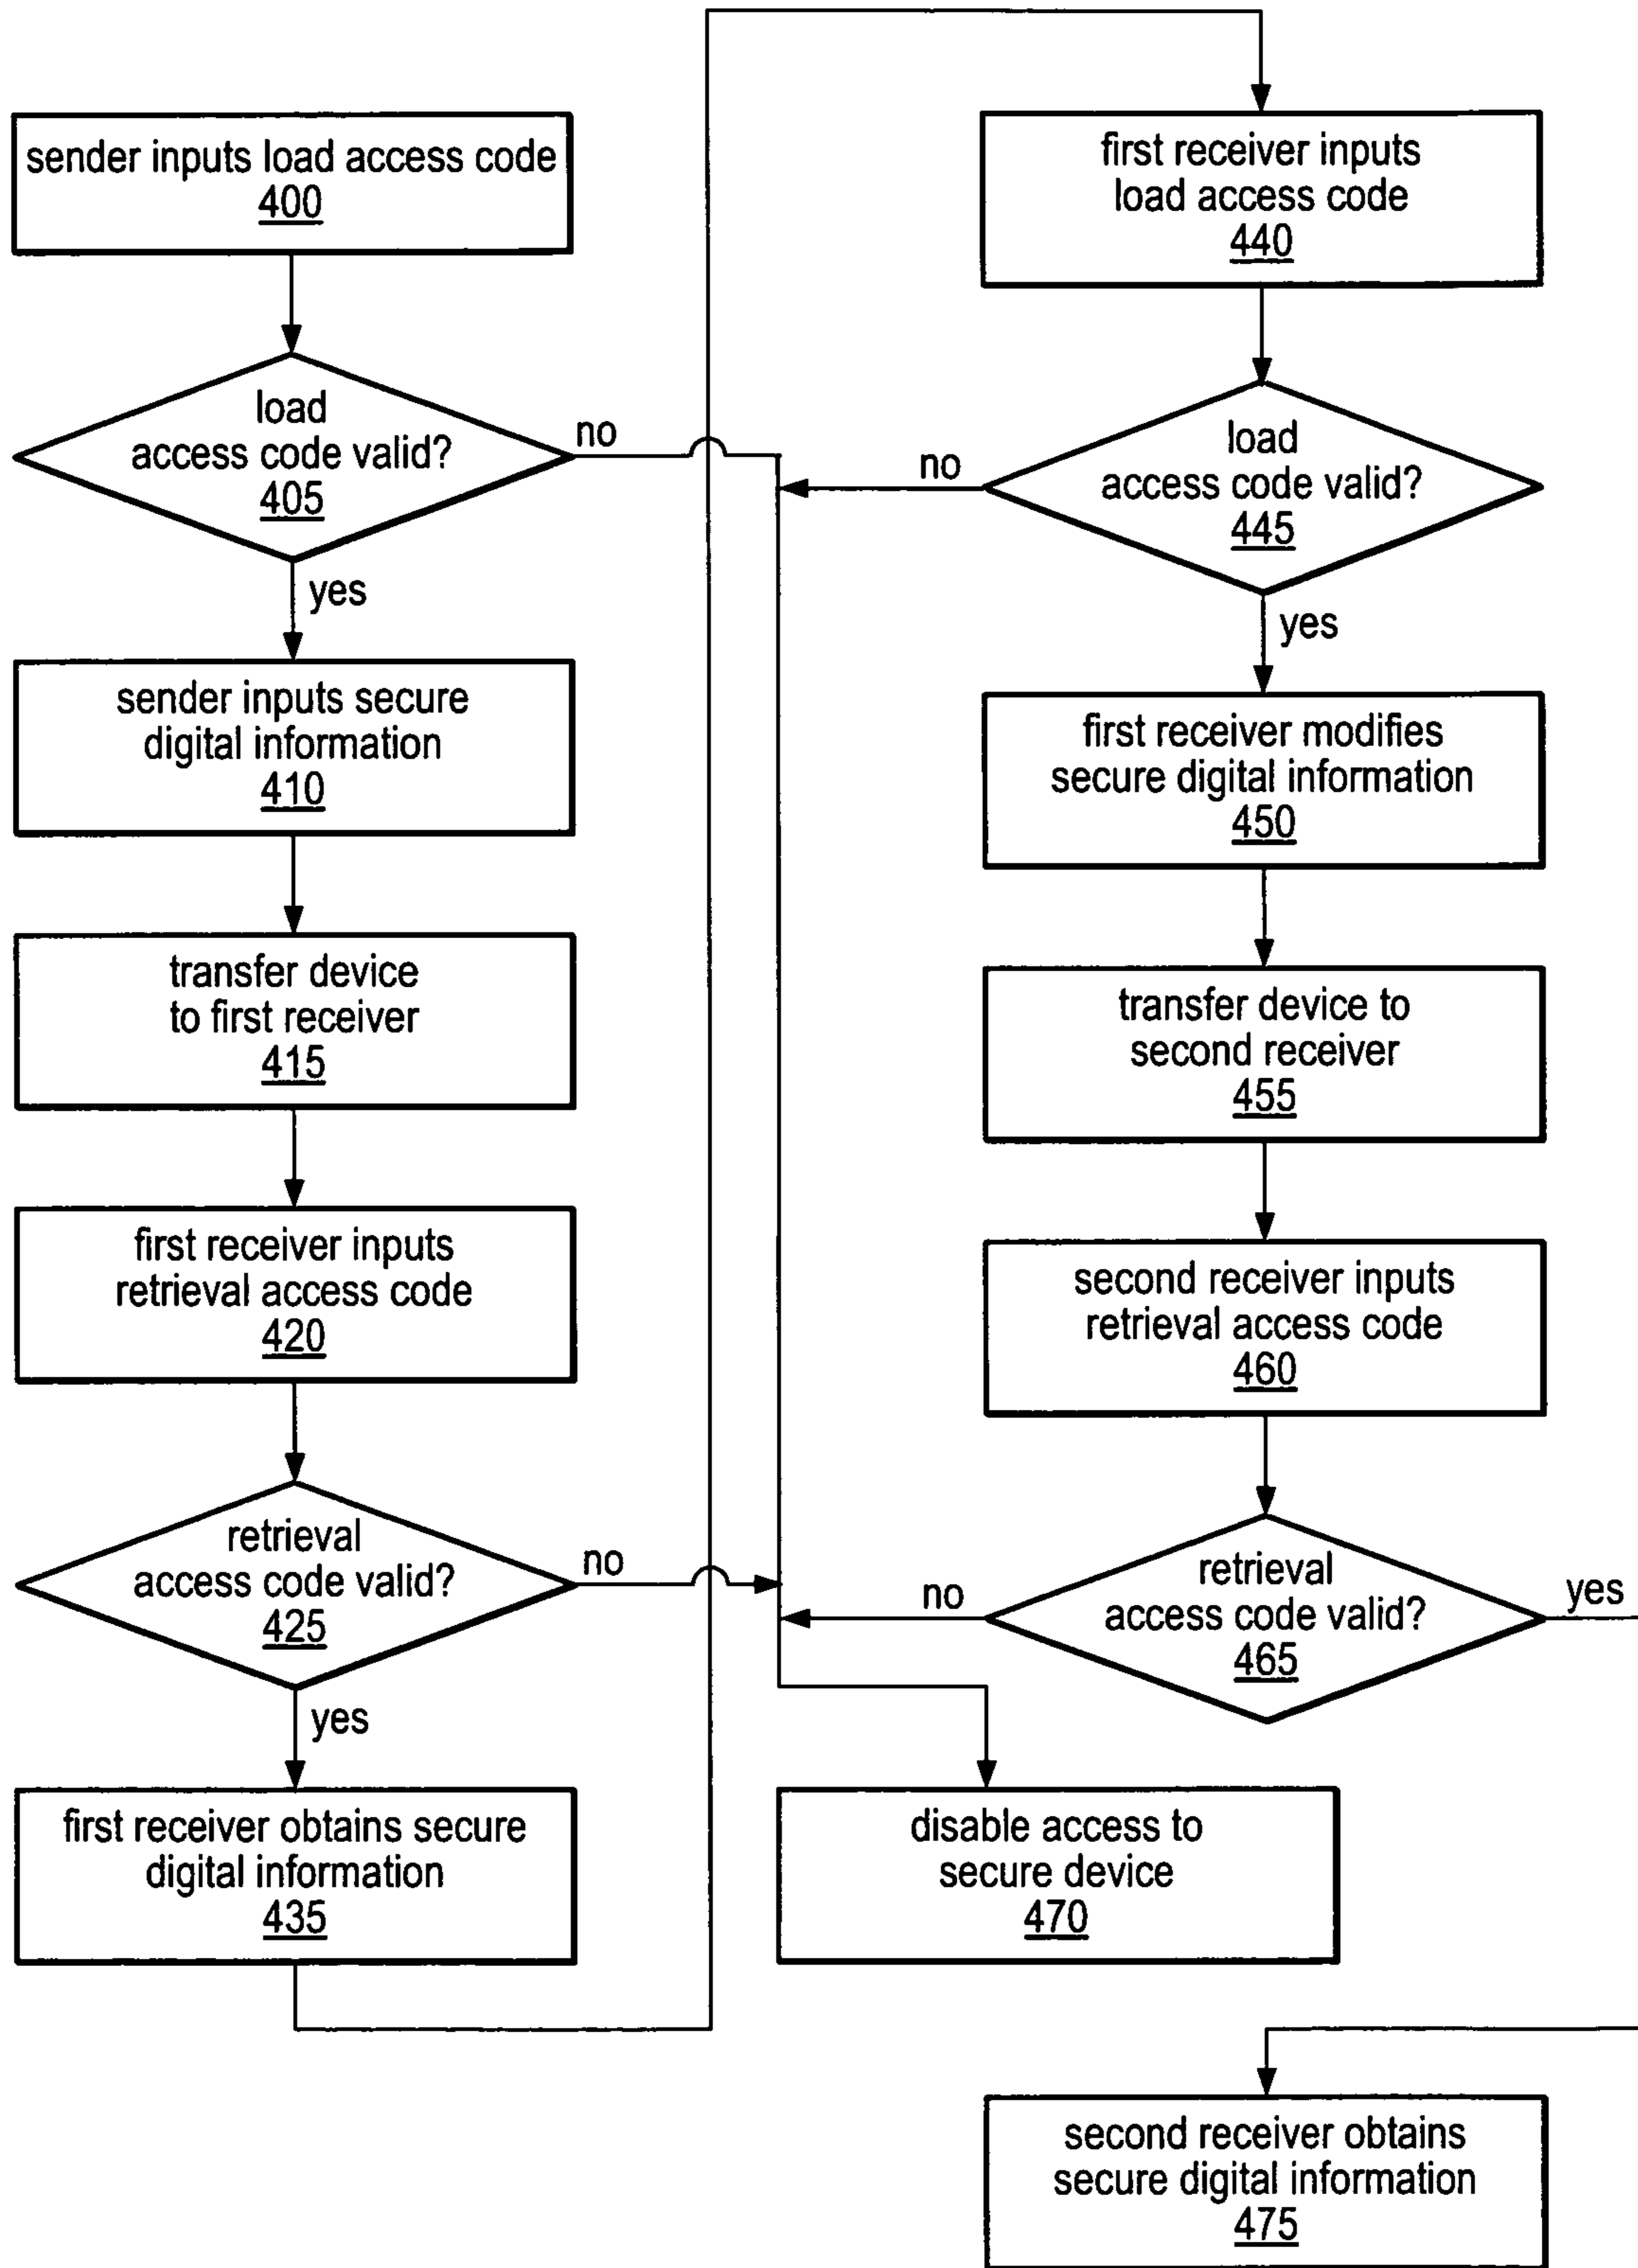 sender inputs load access code
400
load
access code valid?
405
no
yes
sender inputs secure
digital information
410
transfer device
to first receiver
415
first receiver inputs
retrieval access code
420
retrieval
access code valid?
425
no
yes
first receiver obtains secure
digital information
435
first receiver inputs
load access code
440
load
access code valid?
445
no
yes
first receiver modifies
secure digital information
450
transfer device to
second receiver
455
second receiver inputs
retrieval access code
460
retrieval
access code valid?
465
no
yes
disable access to
secure device
470
second receiver obtains
secure digital information
475